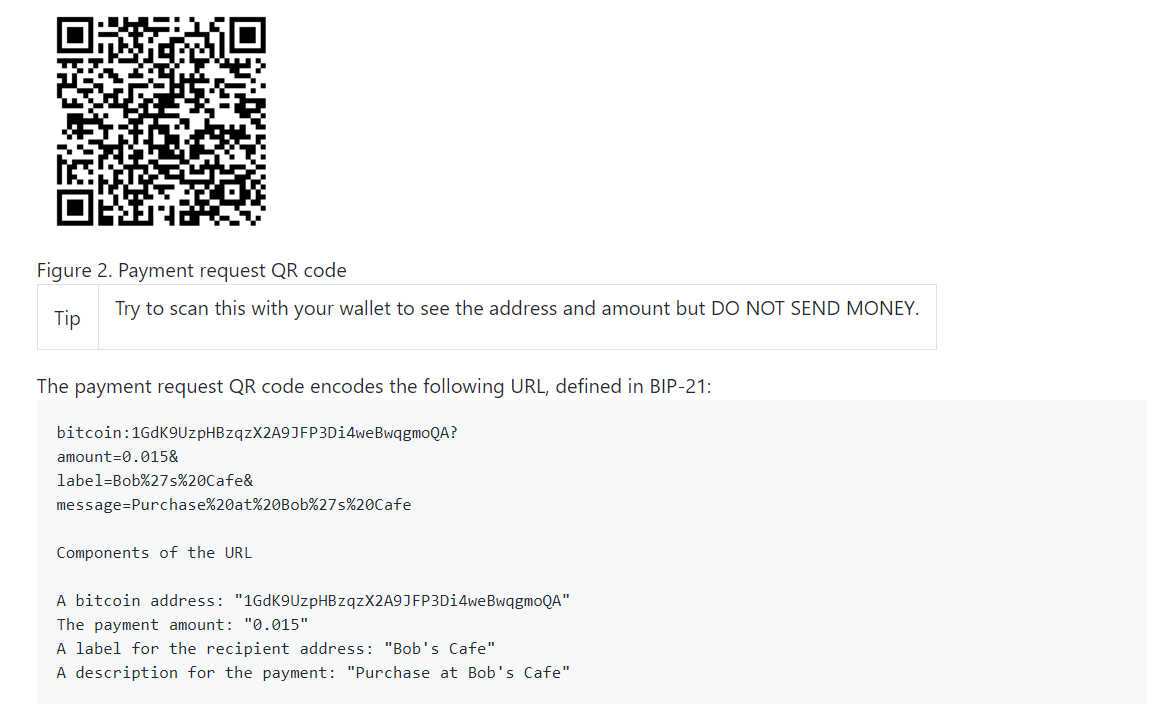 Figure 2. Payment request QR code
Tip
Try to scan this with your wallet to see the address and amount but DO NOT SEND MONEY.
The payment request QR code encodes the following URL, defined in BIP-21:
bitcoin:1GdK9UzpHBzqzX2A9JFP3Di4weBwqgmoQA?
amount=0.015&
label=Bob%27s%20Cafe&
message=Purchase%20at%20Bob%27s%20Cafe
Components of the URL
A bitcoin address: "1GdK9UzpHBzqzX2A9JFP3Di4weBwqgmoQA"
The payment amount: "0.015"
A label for the recipient address: "Bob's Cafe"
A description for the payment: "Purchase at Bob's Cafe"